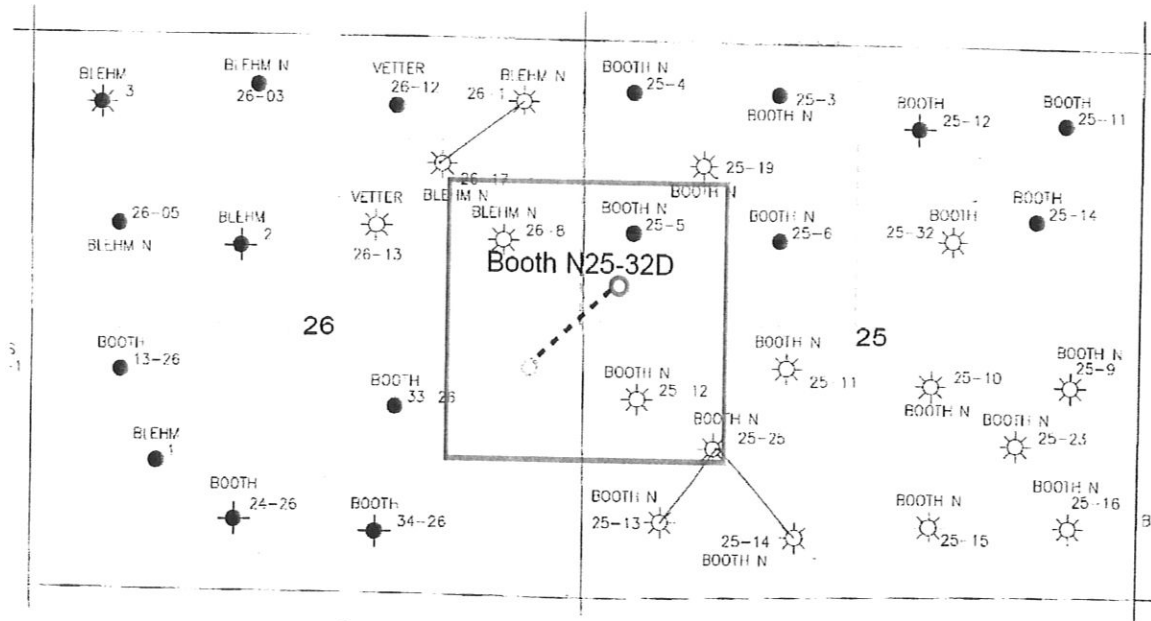 BLEHM
3
BLEHM N
26-03
VETTER
26-12
BLEHM N
26-1
BOOTH N
25-4
25-3
BOOTH N
BOOTH
25-12
BOOTH
25-11
26-17
BLEHM N
25-19
BOOTH N
26-05
BLEHM N
BLEHM
2
VETTER
26-13
BLEHM N
26-8
BOOTH N
25-5
BOOTH N
25-6
BOOTH
25-32
BOOTH
25-14
Booth N25-32D
26
25
BOOTH
13-26
BOOTH
33-26
BOOTH N
25-12
BOOTH N
25-11
25-10
BOOTH N
BOOTH N
25-9
BLEHM
1
BOOTH N
25-25
BOOTH N
25-23
BOOTH
24-26
BOOTH
34-26
BOOTH N
25-13
25-14
BOOTH N
BOOTH N
25-15
BOOTH N
25-16